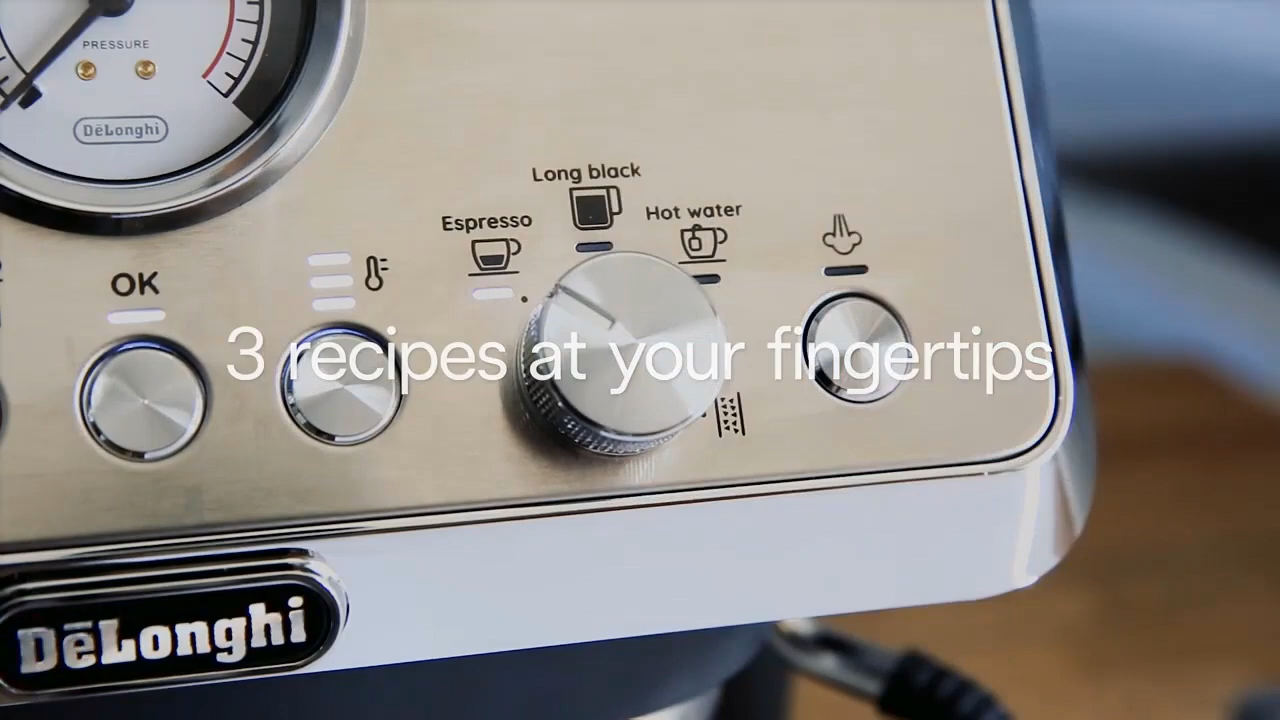 PRESSURE
DēLonghi
Long black
Espresso
Hot water
OK
3 recipes at your fingertips
DēLonghi